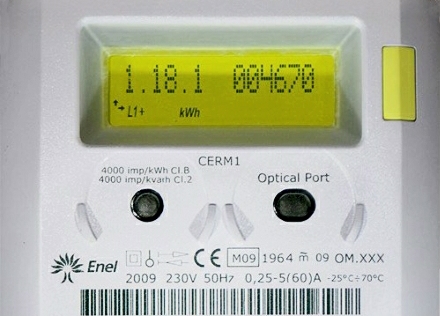 1.18.1 004670
L1+ kWh
CERM1
4000 imp/kWh Cl.B
4000 imp/kvarh Cl.2
Optical Port
Enel
CE M09 1964 m 09 OM.XXX
2009 230V 50Hz 0,25-5(60)A -25°C÷70°C